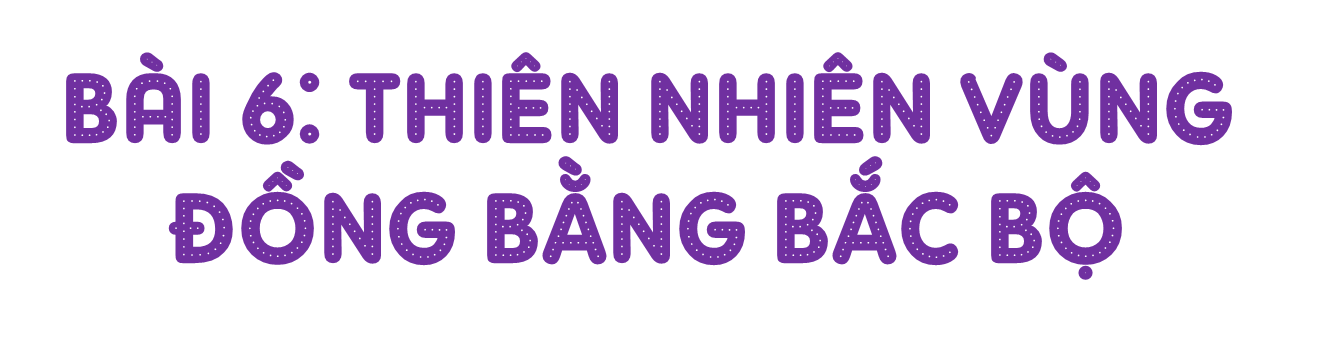 BÀI 6: THIÊN NHIÊN VÙNG
ĐỒNG BẰNG BẮC BỘ